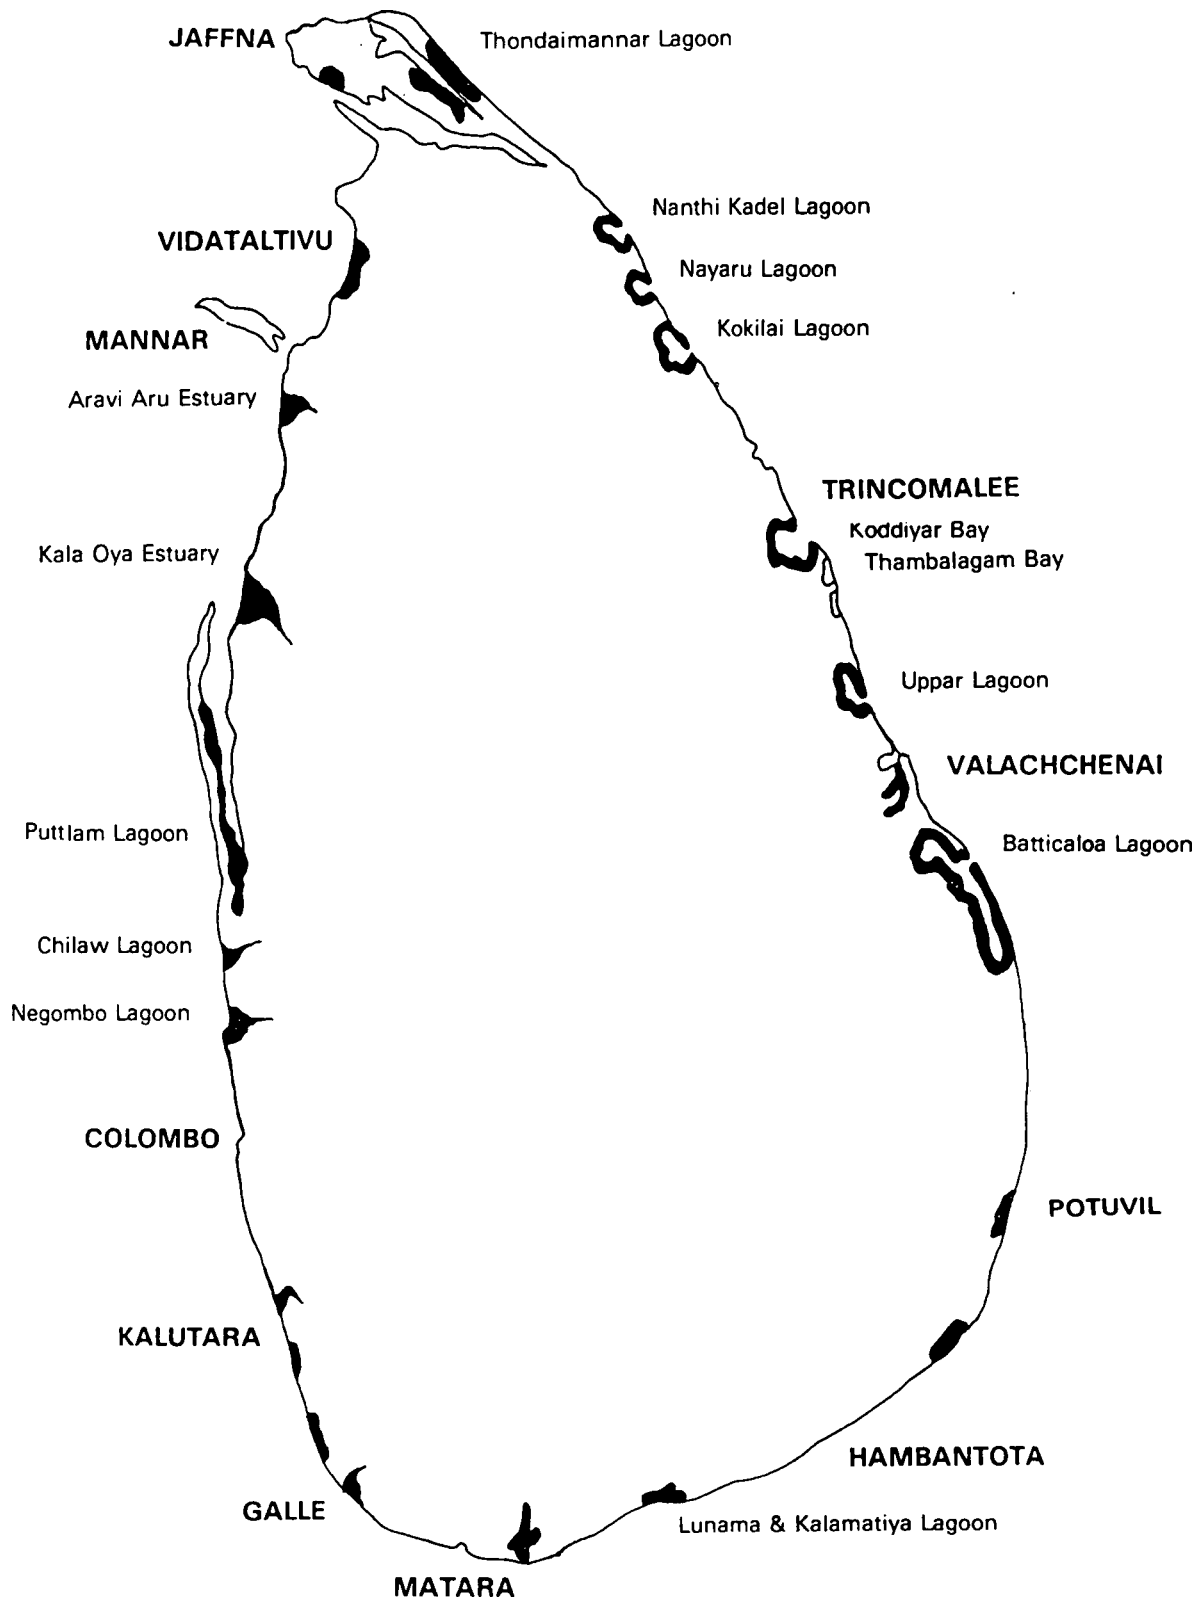 JAFFNA
Thondaimannar Lagoon
Nanthi Kadel Lagoon
VIDATALTIVU
Nayaru Lagoon
Kokilai Lagoon
MANNAR
Aravi Aru Estuary
TRINCOMALEE
Koddiyar Bay
Thambalagam Bay
Kala Oya Estuary
Uppar Lagoon
VALACHCHENAI
Puttlam Lagoon
Batticaloa Lagoon
Chilaw Lagoon
Negombo Lagoon
COLOMBO
POTUVIL
KALUTARA
HAMBANTOTA
GALLE
Lunama & Kalamatiya Lagoon
MATARA